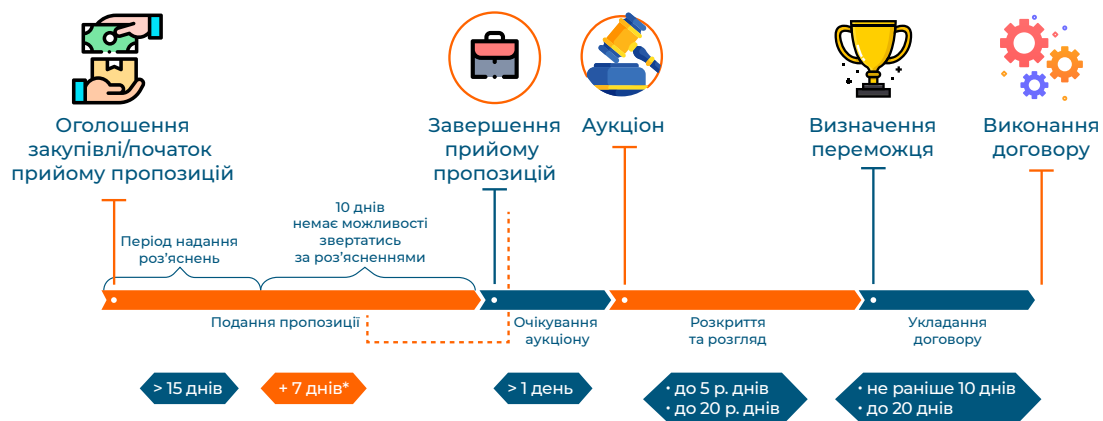 Оголошення
закупівлі/початок
прийому пропозицій
Завершення
прийому
пропозицій
Аукціон
Визначення
переможця
Виконання
договору
Період надання
роз’яснень
10 днів
немає можливості
звертатись
за роз’ясненнями
Подання пропозиції
Очікування
аукціону
Розкриття
та розгляд
Укладання
договору
> 15 днів
+ 7 днів*
> 1 день
• до 5 р. днів
• до 20 р. днів
• не раніше 10 днів
• до 20 днів